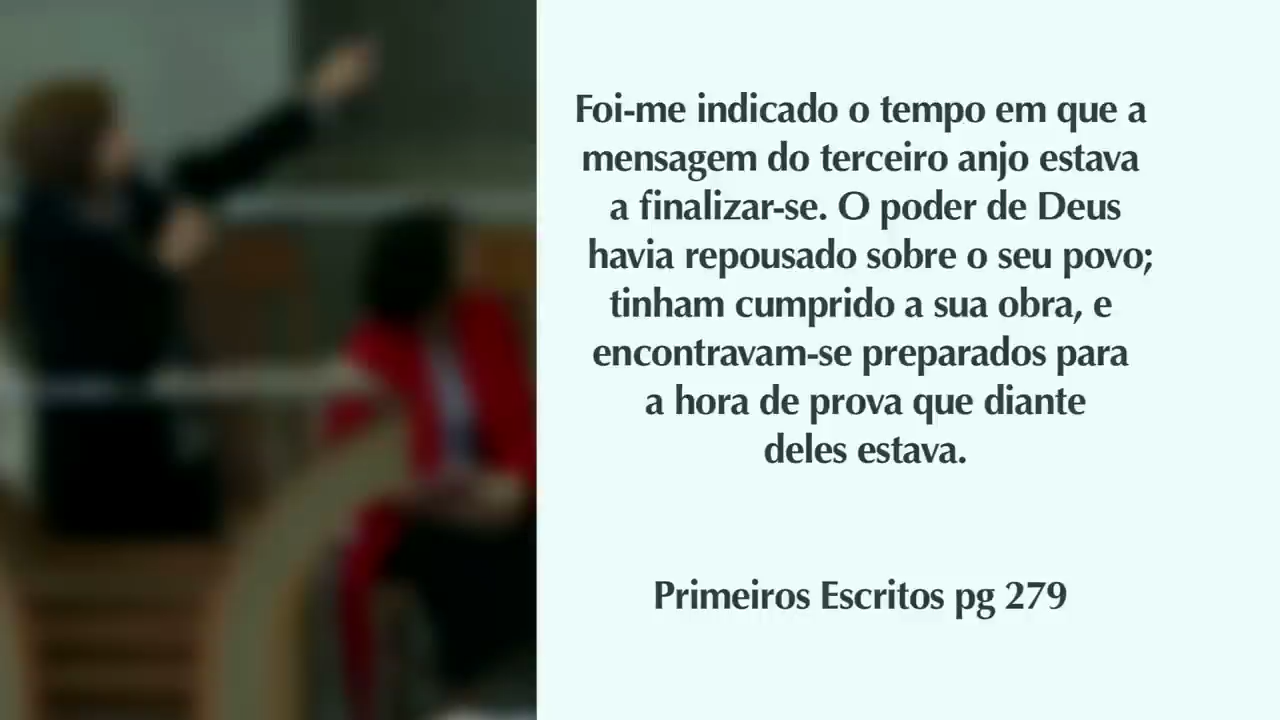 Foi-me indicado o tempo em que a
mensagem do terceiro anjo estava
a finalizar-se. O poder de Deus
havia repousado sobre o seu povo;
tinham cumprido a sua obra, e
encontravam-se preparados para
a hora de prova que diante
deles estava.
Primeiros Escritos pg 279